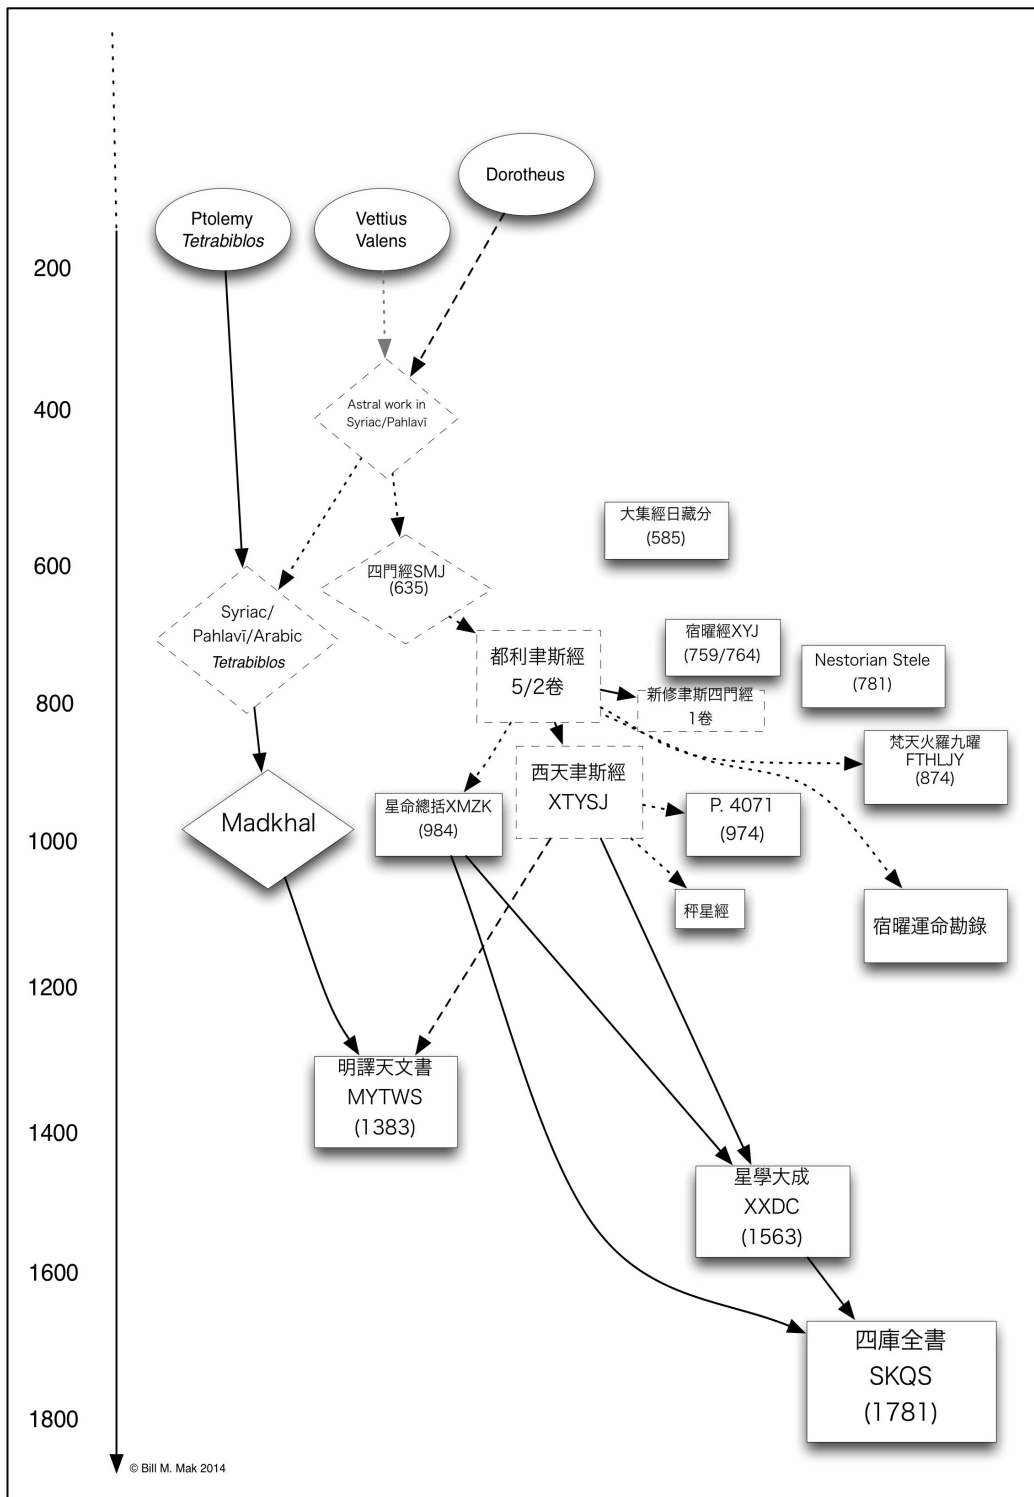 Dorotheus
Ptolemy
Tetrabiblos
Vettius
Valens
200
Astral work in
Syriac/Pahlavī
400
大集經日藏分
(585)
600
四門經SMJ
(635)
Syriac/
Pahlavī/Arabic
Tetrabiblos
宿曜經XYJ
(759/764)
都利聿斯經
5/2卷
Nestorian Stele
(781)
新修聿斯四門經
1卷
800
梵天火羅九曜
FTHLJY
(874)
西天聿斯經
XTYSJ
星命總括XMZK
(984)
P. 4071
(974)
Madkhal
1000
秤星經
宿曜運命勘錄
1200
明譯天文書
MYTWS
(1383)
1400
星學大成
XXDC
(1563)
1600
四庫全書
SKQS
(1781)
1800
© Bill M. Mak 2014